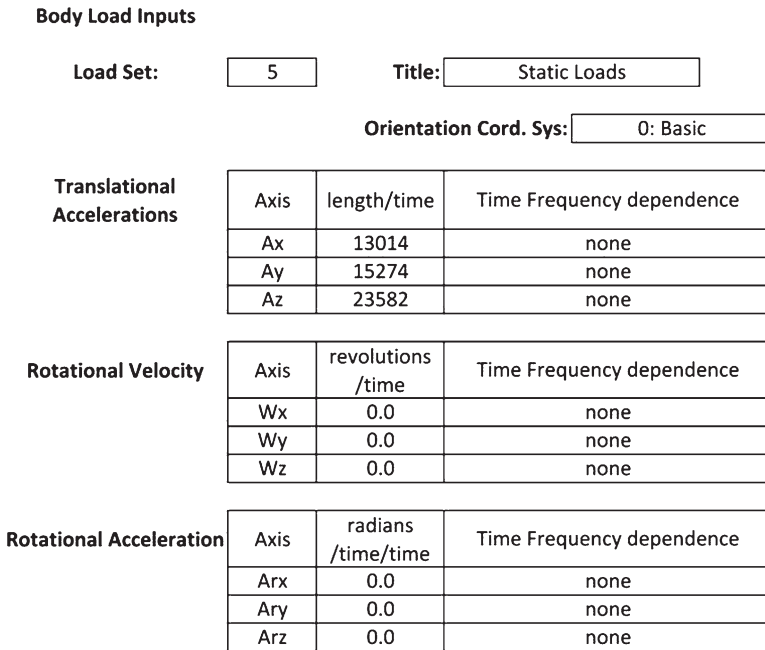 Body Load Inputs
Load Set: 5 Title: Static Loads
Orientation Cord. Sys: 0: Basic
Translational
Accelerations
Axis length/time Time Frequency dependence
Ax 13014 none
Ay 15274 none
Az 23582 none
Rotational Velocity
Axis revolutions
/time Time Frequency dependence
Wx 0.0 none
Wy 0.0 none
Wz 0.0 none
Rotational Acceleration
Axis radians
/time/time Time Frequency dependence
Arx 0.0 none
Ary 0.0 none
Arz 0.0 none